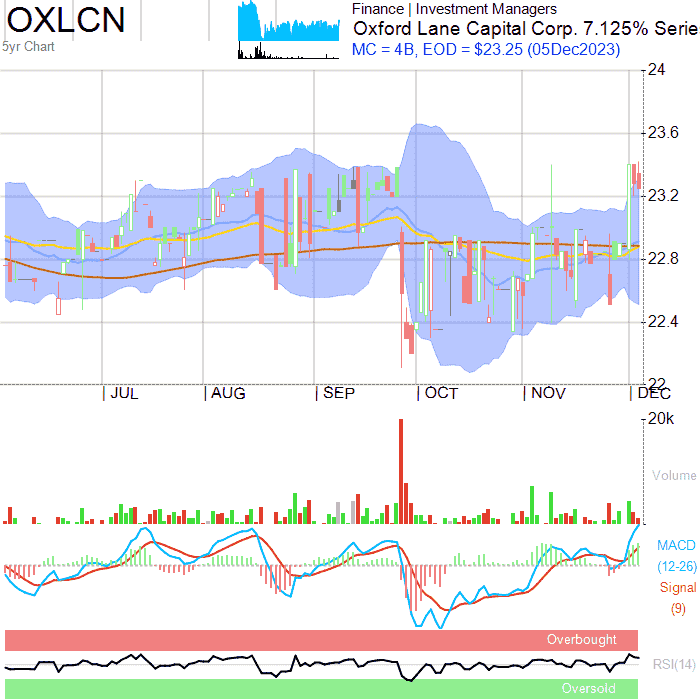 OXLCN
5yr Chart
Finance | Investment Managers
Oxford Lane Capital Corp. 7.125% Serie
MC = 4B, EOD = $23.25 (05Dec2023)
24
23.6
23.2
22.8
22.4
22
| JUL | AUG | SEP | OCT | NOV | DEC
20k
Volume
MACD
(12-26)
Signal
(9)
Overbought
RSI(14)
Oversold